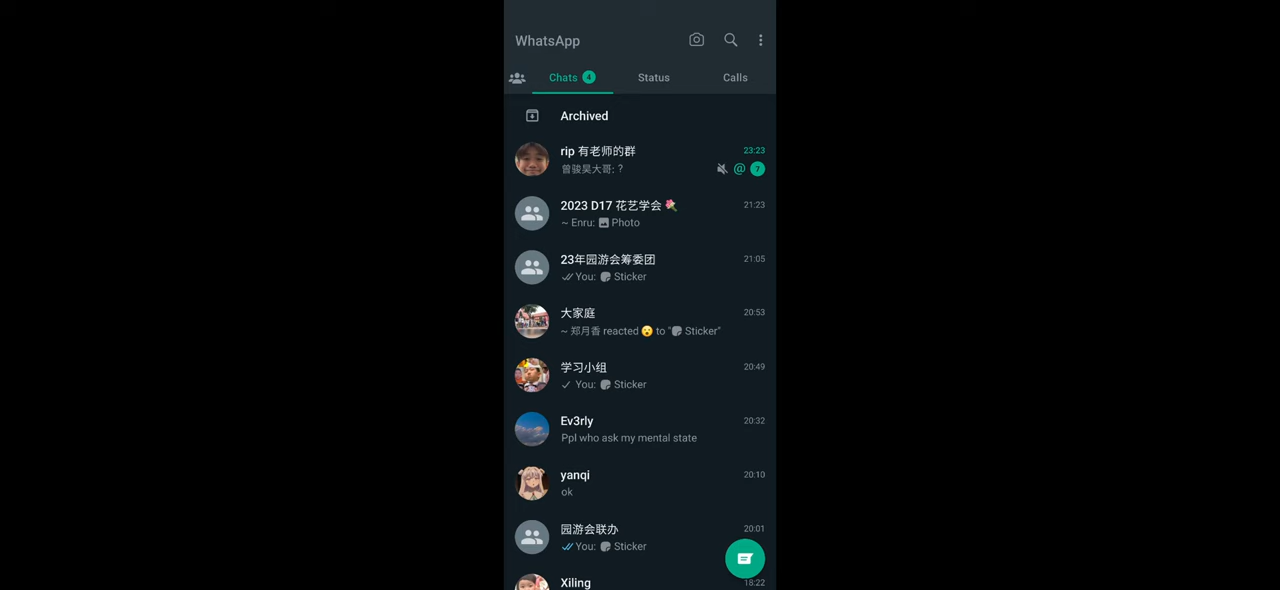 WhatsApp
Chats 4
Status
Calls
Archived
rip 有老师的群
23:23
曾骏昊大哥: ?
@ 7
2023 D17 花艺学会
21:23
~ Enru: Photo
23年园游会筹委团
21:05
You: Sticker
大家庭
20:53
~ 郑月香 reacted 😮 to "Sticker"
学习小组
20:49
You: Sticker
Ev3rly
20:32
Ppl who ask my mental state
yanqi
20:10
ok
园游会联办
20:01
You: Sticker
Xiling
18:22